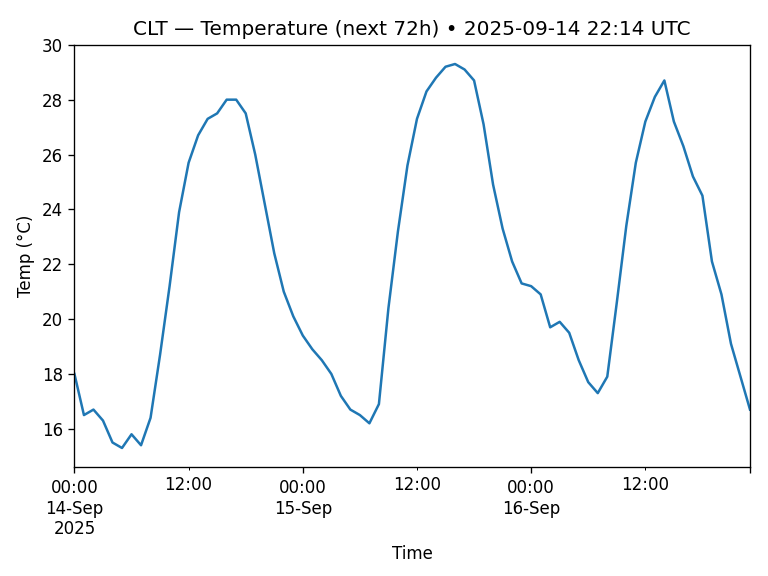 CLT — Temperature (next 72h) • 2025-09-14 22:14 UTC
30
28
26
24
22
20
18
16
Temp (°C)
00:00 12:00 00:00 12:00 00:00 12:00
14-Sep 15-Sep 16-Sep
2025
Time